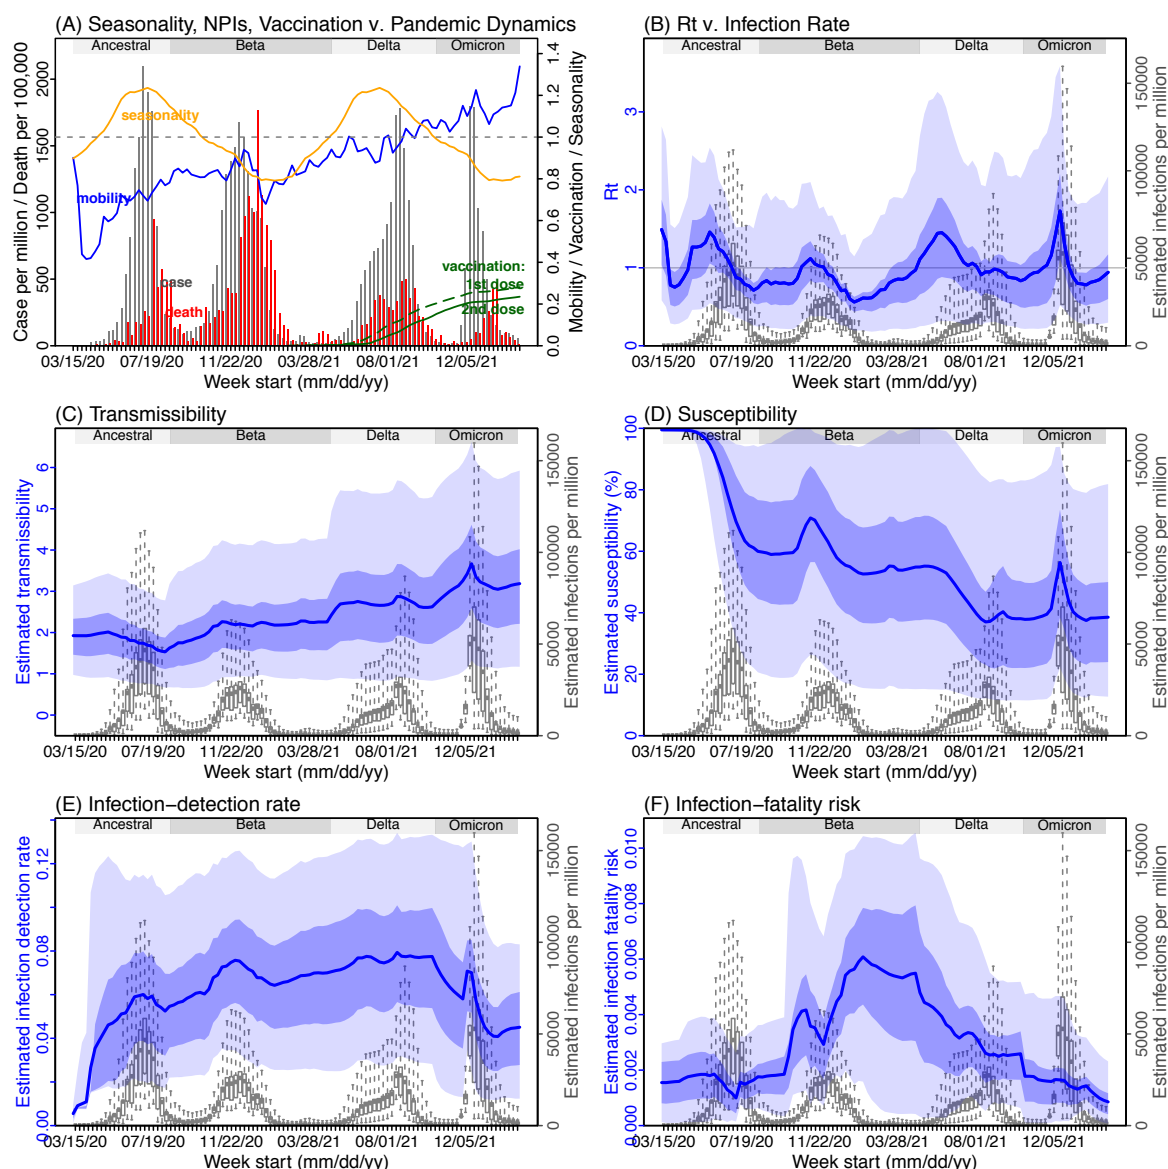 (A) Seasonality, NPIs, Vaccination v. Pandemic Dynamics
Ancestral Beta Delta Omicron
Case per million / Death per 100,000
0 500 1000 1500 2000
Mobility / Vaccination / Seasonality
0.0 0.2 0.4 0.6 0.8 1.0 1.2 1.4
seasonality
mobility
case
death
vaccination:
1st dose
2nd dose
03/15/20 07/19/20 11/22/20 03/28/21 08/01/21 12/05/21
Week start (mm/dd/yy)
(B) Rt v. Infection Rate
Ancestral Beta Delta Omicron
Rt
0 1 2 3
Estimated infections per million
0 50000 100000 150000
03/15/20 07/19/20 11/22/20 03/28/21 08/01/21 12/05/21
Week start (mm/dd/yy)
(C) Transmissibility
Ancestral Beta Delta Omicron
Estimated transmissibility
0 1 2 3 4 5 6
Estimated infections per million
0 50000 100000 150000
03/15/20 07/19/20 11/22/20 03/28/21 08/01/21 12/05/21
Week start (mm/dd/yy)
(D) Susceptibility
Ancestral Beta Delta Omicron
Estimated susceptibility (%)
0 20 40 60 80 100
Estimated infections per million
0 50000 100000 150000
03/15/20 07/19/20 11/22/20 03/28/21 08/01/21 12/05/21
Week start (mm/dd/yy)
(E) Infection−detection rate
Ancestral Beta Delta Omicron
Estimated infection detection rate
0.00 0.04 0.08 0.12
Estimated infections per million
0 50000 100000 150000
03/15/20 07/19/20 11/22/20 03/28/21 08/01/21 12/05/21
Week start (mm/dd/yy)
(F) Infection−fatality risk
Ancestral Beta Delta Omicron
Estimated infection fatality risk
0.000 0.002 0.004 0.006 0.008 0.010
Estimated infections per million
0 50000 100000 150000
03/15/20 07/19/20 11/22/20 03/28/21 08/01/21 12/05/21
Week start (mm/dd/yy)